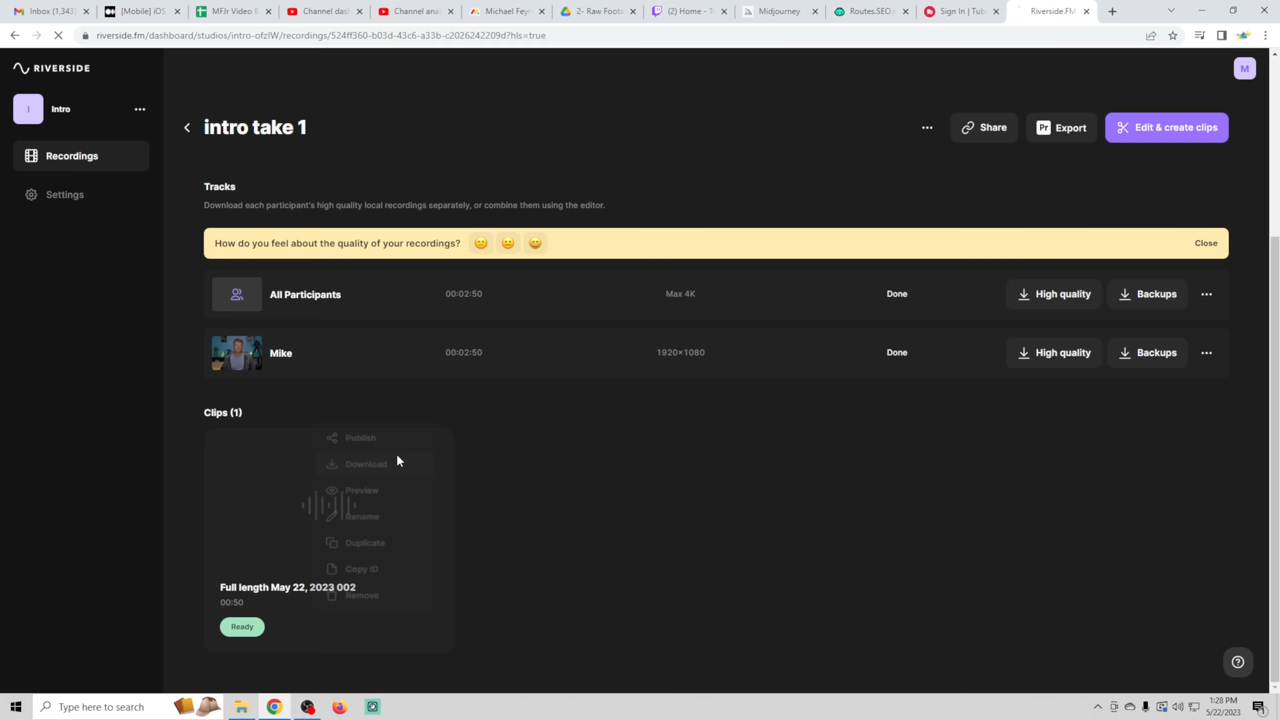 Inbox (1,343)
[Mobile] iOS
MFJr Video B
Channel dash
Channel ana
Michael Feye
2- Raw Foota
(2) Home - T
Midjourney
Routes.SEO
Sign In | Tub
Riverside.FM
riverside.fm/dashboard/studios/intro-ofzIW/recordings/524ff360-b03d-43c6-a33b-c2026242209d?hls=true
RIVERSIDE
M
I
Intro
Recordings
Settings
intro take 1
Share
Pr Export
Edit & create clips
Tracks
Download each participant's high quality local recordings separately, or combine them using the editor.
How do you feel about the quality of your recordings?
Close
All Participants
00:02:50
Max 4K
Done
High quality
Backups
Mike
00:02:50
1920×1080
Done
High quality
Backups
Clips (1)
Publish
Download
Preview
Rename
Duplicate
Copy ID
Remove
Full length May 22, 2023 002
00:50
Ready
Type here to search
1:28 PM
5/22/2023